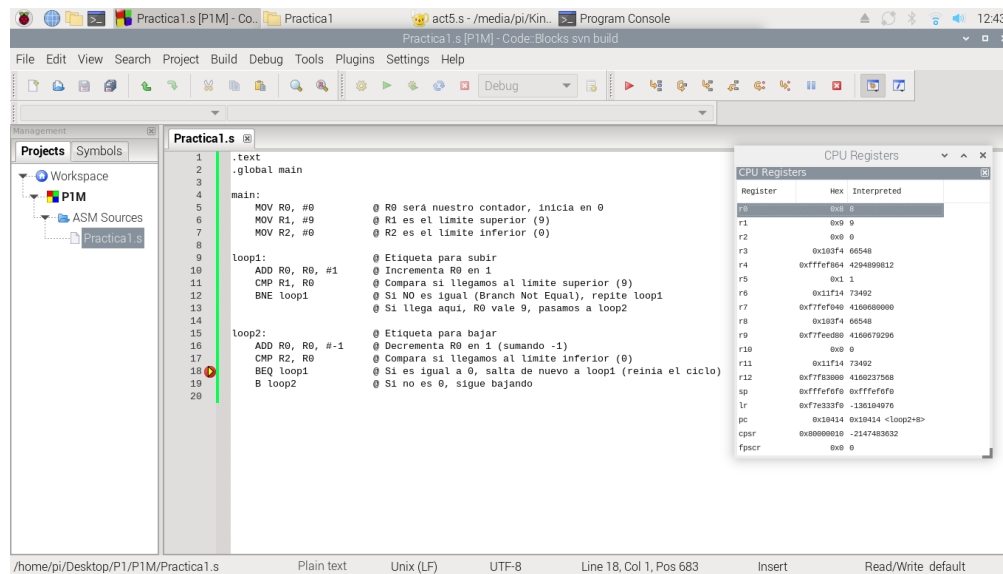 Practica1.s [P1M] - Co.. Practica1 act5.s - /media/pi/Kin.. Program Console 12:43
Practica1.s [P1M] - Code::Blocks svn build
File Edit View Search Project Build Debug Tools Plugins Settings Help
Debug
Management
Projects Symbols
Workspace
P1M
ASM Sources
Practica1.s
Practica1.s
1 .text
2 .global main
3
4 main:
5 MOV R0, #0 @ R0 será nuestro contador, inicia en 0
6 MOV R1, #9 @ R1 es el límite superior (9)
7 MOV R2, #0 @ R2 es el límite inferior (0)
8
9 loop1: @ Etiqueta para subir
10 ADD R0, R0, #1 @ Incrementa R0 en 1
11 CMP R1, R0 @ Compara si llegamos al límite superior (9)
12 BNE loop1 @ Si NO es igual (Branch Not Equal), repite loop1
13 @ Si llega aquí, R0 vale 9, pasamos a loop2
14
15 loop2: @ Etiqueta para bajar
16 ADD R0, R0, #-1 @ Decrementa R0 en 1 (sumando -1)
17 CMP R2, R0 @ Compara si llegamos al límite inferior (0)
18 BEQ loop1 @ Si es igual a 0, salta de nuevo a loop1 (reinia el ciclo)
19 B loop2 @ Si no es 0, sigue bajando
20
CPU Registers
CPU Registers
Register Hex Interpreted
r0 0x8 8
r1 0x9 9
r2 0x0 0
r3 0x103f4 66548
r4 0xfffef864 4294899812
r5 0x1 1
r6 0x11f14 73492
r7 0xf7fef040 4160680000
r8 0x103f4 66548
r9 0xf7feed80 4160679296
r10 0x0 0
r11 0x11f14 73492
r12 0xf7f83000 4160237568
sp 0xfffef6f0 0xfffef6f0
lr 0xf7e333f0 -136104976
pc 0x10414 0x10414 <loop2+8>
cpsr 0x80000010 -2147483632
fpscr 0x0 0
/home/pi/Desktop/P1/P1M/Practica1.s Plain text Unix (LF) UTF-8 Line 18, Col 1, Pos 683 Insert Read/Write default